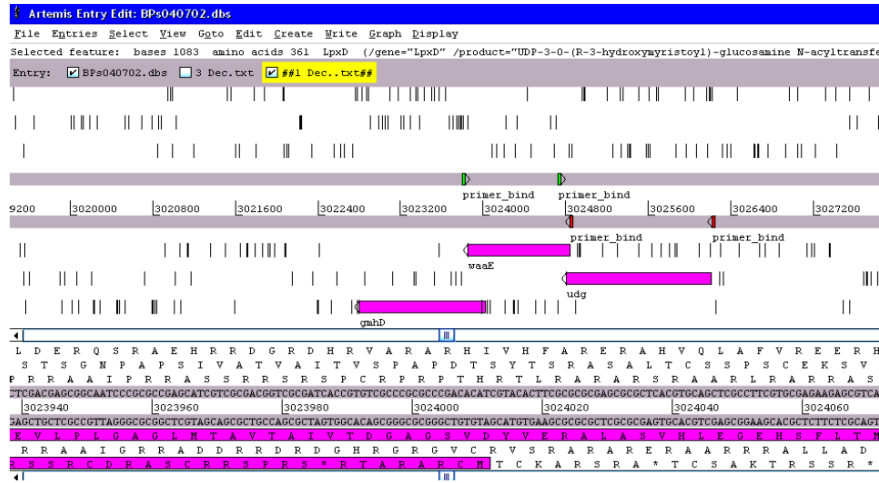 Artemis Entry Edit: BPs040702.dbs
File Entries Select View Goto Edit Create Write Graph Display
Selected feature: bases 1083 amino acids 361 LpxD (/gene="LpxD" /product="UDP-3-0-(R-3-hydroxymyristoyl)-glucosamine N-acyltransfe
Entry: BPs040702.dbs 3 Dec.txt ##1 Dec..txt##
primer_bind primer_bind
9200 3020000 3020800 3021600 3022400 3023200 3024000 3024800 3025600 3026400 3027200
primer_bind primer_bind
waaE
udg
gmhD
L D E R Q S R A E H R R D G R D H R V A R A R H I V H F A R E R A H V Q L A F V R E E R H
S T S G N P A P S I V A T V A I T V S P A P D T S Y T S R A S A L T C S S P S C E K S V
P R R A A I P R R A S S R R S R S P C R P R P T H R T L R A R A R S R A A R L R A R R A S
CTCGACGAGCGGCAATCCCGCGCCGAGCATCGTCGCGACGGTCGCGATCACCGTGTCGCCCGCGCCCGACACATCGTACACTTCGCGCGCGAGCGCGCTCACGTGCAGCTCGCCTTCGTGCGAGAAGAGCGTCA
3023940 3023960 3023980 3024000 3024020 3024040 3024060
GAGCTGCTCGCCGTTAGGGCGCGGCTCGTAGCAGCGCTGCCAGCGCTAGTGGCACAGCGGGCGCGGGCTGTGTAGCATGTGAAGCGCGCGCTCGCGCGAGTGCACGTCGAGCGGAAGCACGCTCTTCTCGCAGT
E V L P L G A G L M T A V T A I V T D G A G S V D Y V E R A L A S V H L E G E H S F L T M
R R A A I G R R A D D R R D R D G H R G R G V C R V S R A R A R E R A A R R R A L L A D
R S S R C D R A S C R R S P R S * R T A R A R C M T C K A R S R A * T C S A K T R S S R *